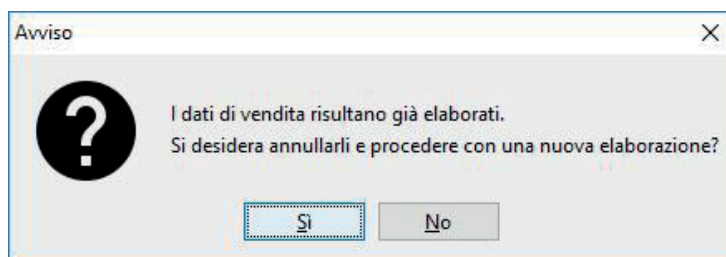 Avviso
I dati di vendita risultano già elaborati.
Si desidera annullarli e procedere con una nuova elaborazione?
Sì
No